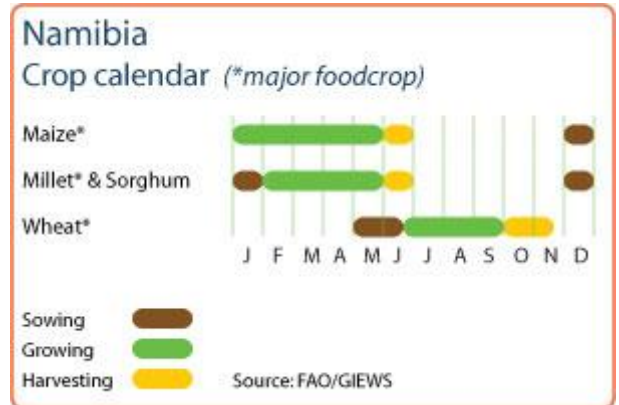 Namibia
Crop calendar (*major foodcrop)
Maize*
Millet* & Sorghum
Wheat*
J F M A M J J A S O N D
Sowing
Growing
Harvesting
Source: FAO/GIEWS